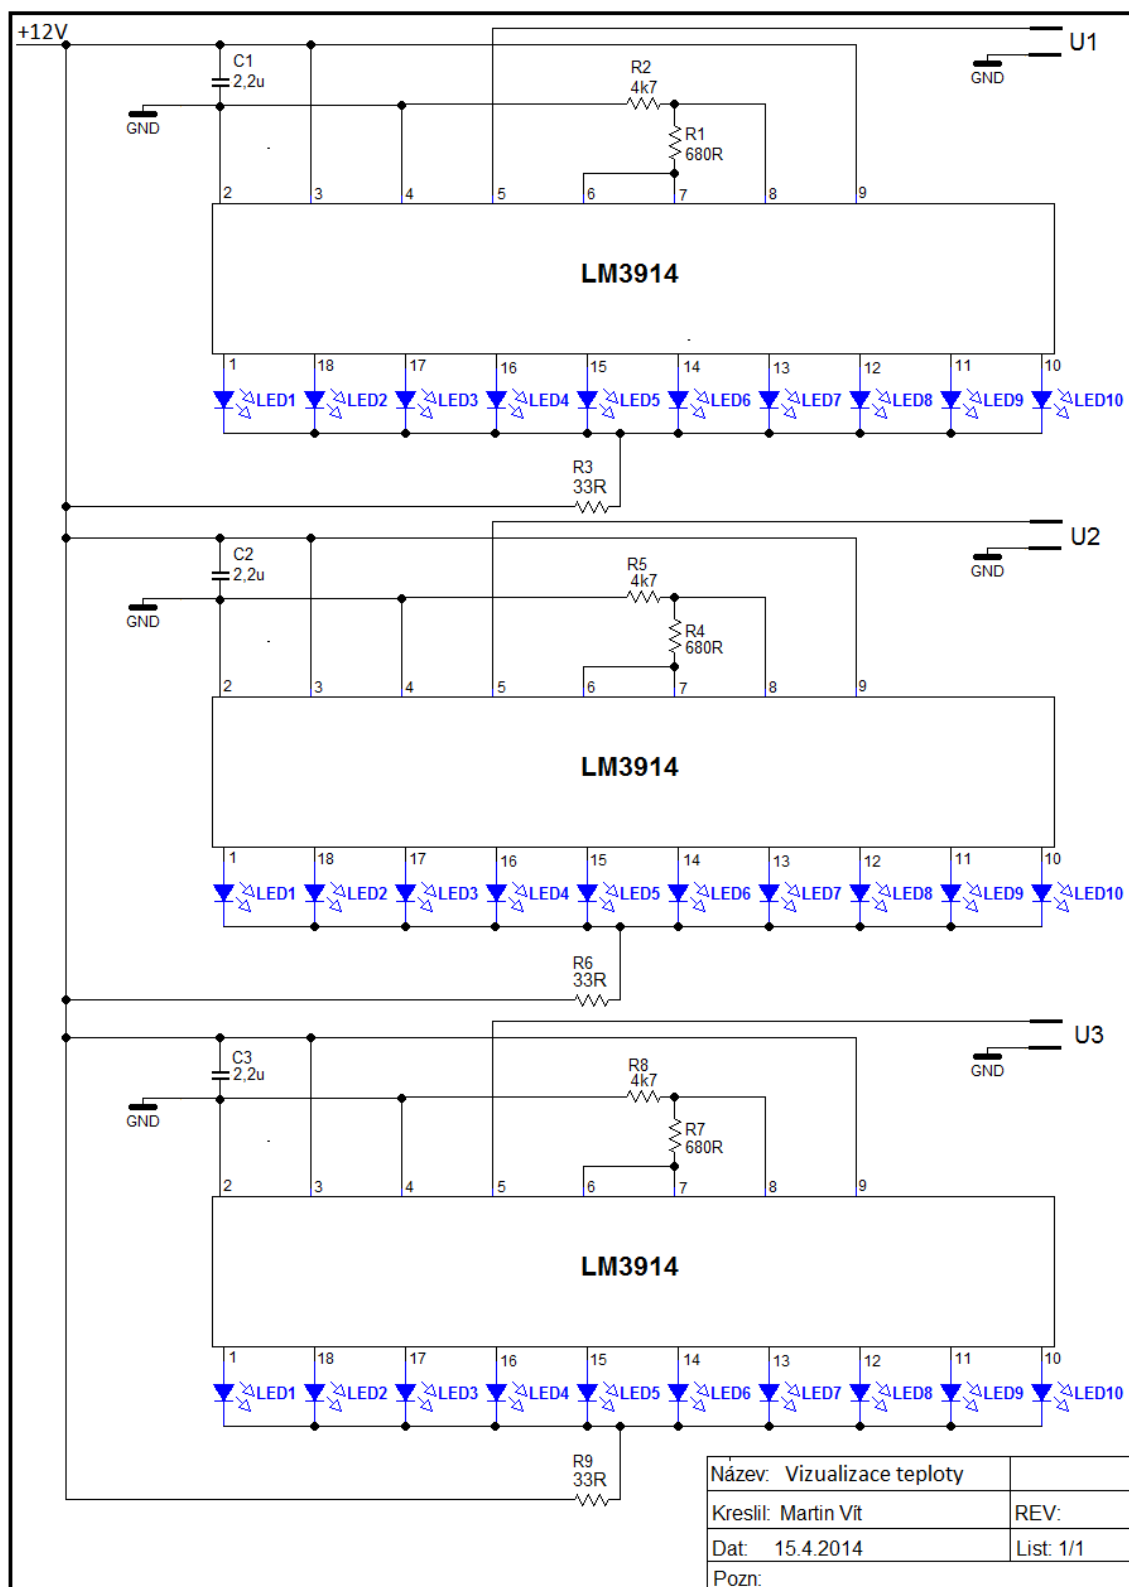 +12V
U1
GND
C1
2,2u
GND
R2
4k7
R1
680R
2 3 4 5 6 7 8 9
LM3914
1 18 17 16 15 14 13 12 11 10
LED1 LED2 LED3 LED4 LED5 LED6 LED7 LED8 LED9 LED10
R3
33R
U2
GND
C2
2,2u
GND
R5
4k7
R4
680R
2 3 4 5 6 7 8 9
LM3914
1 18 17 16 15 14 13 12 11 10
LED1 LED2 LED3 LED4 LED5 LED6 LED7 LED8 LED9 LED10
R6
33R
U3
GND
C3
2,2u
GND
R8
4k7
R7
680R
2 3 4 5 6 7 8 9
LM3914
1 18 17 16 15 14 13 12 11 10
LED1 LED2 LED3 LED4 LED5 LED6 LED7 LED8 LED9 LED10
R9
33R
Název: Vizualizace teploty
Kreslil: Martin Vít REV:
Dat: 15.4.2014 List: 1/1
Pozn: